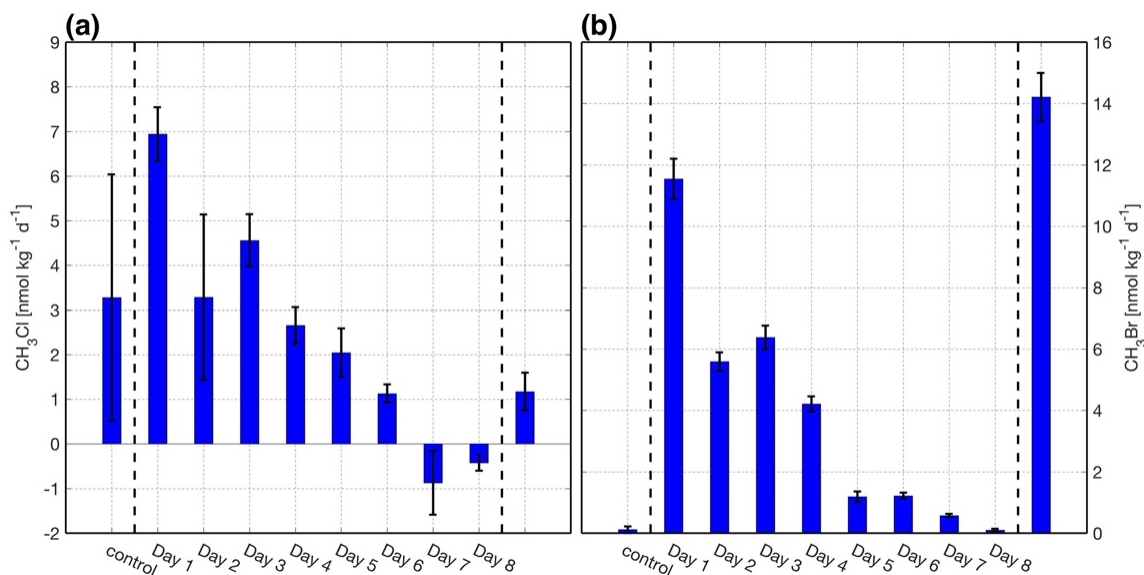 (a)
(b)
9
8
7
6
5
4
3
2
1
0
-1
-2
CH₃Cl [nmol kg⁻¹ d⁻¹]
control
Day 1
Day 2
Day 3
Day 4
Day 5
Day 6
Day 7
Day 8
16
14
12
10
8
6
4
2
0
CH₃Br [nmol kg⁻¹ d⁻¹]
control
Day 1
Day 2
Day 3
Day 4
Day 5
Day 6
Day 7
Day 8